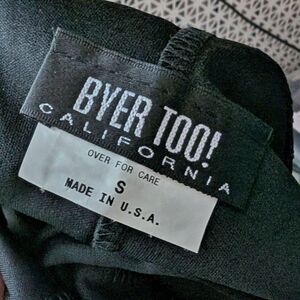 BYER TOO!
CALIFORNIA
OVER FOR CARE
S
MADE IN U.S.A.